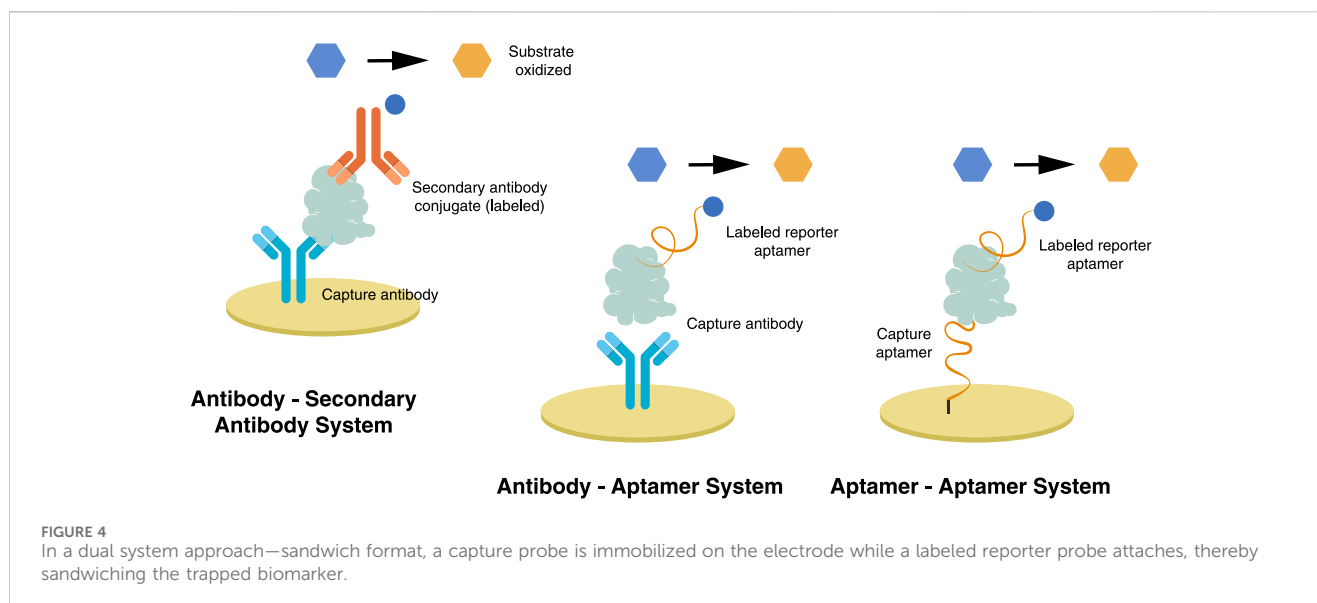 Substrate
oxidized
Secondary antibody
conjugate (labeled)
Capture antibody
Antibody - Secondary
Antibody System
Labeled reporter
aptamer
Capture antibody
Antibody - Aptamer System
Labeled reporter
aptamer
Capture
aptamer
Aptamer - Aptamer System
FIGURE 4
In a dual system approach—sandwich format, a capture probe is immobilized on the electrode while a labeled reporter probe attaches, thereby
sandwiching the trapped biomarker.